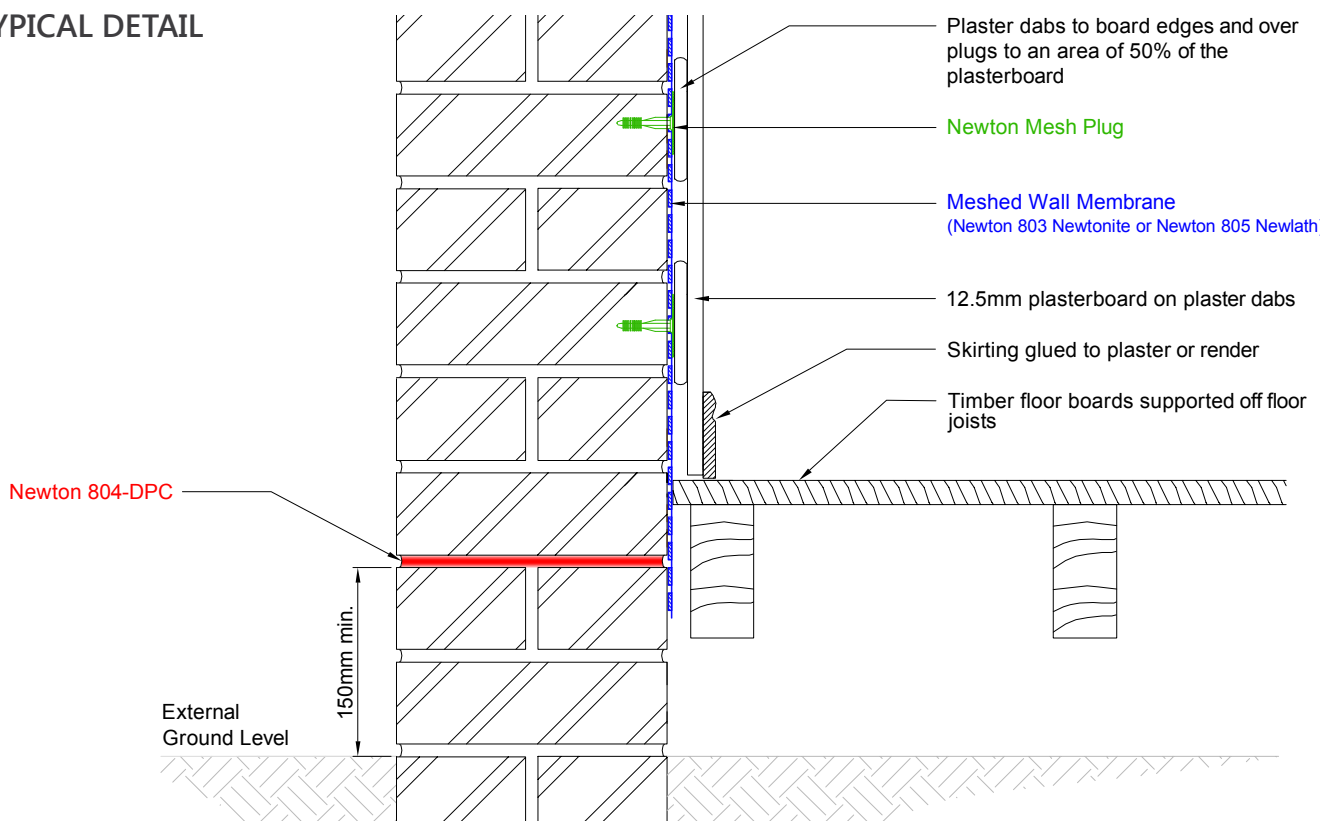 YPICAL DETAIL
Plaster dabs to board edges and over
plugs to an area of 50% of the
plasterboard
Newton Mesh Plug
Meshed Wall Membrane
(Newton 803 Newtonite or Newton 805 Newlath)
12.5mm plasterboard on plaster dabs
Skirting glued to plaster or render
Timber floor boards supported off floor
joists
Newton 804-DPC
150mm min.
External
Ground Level